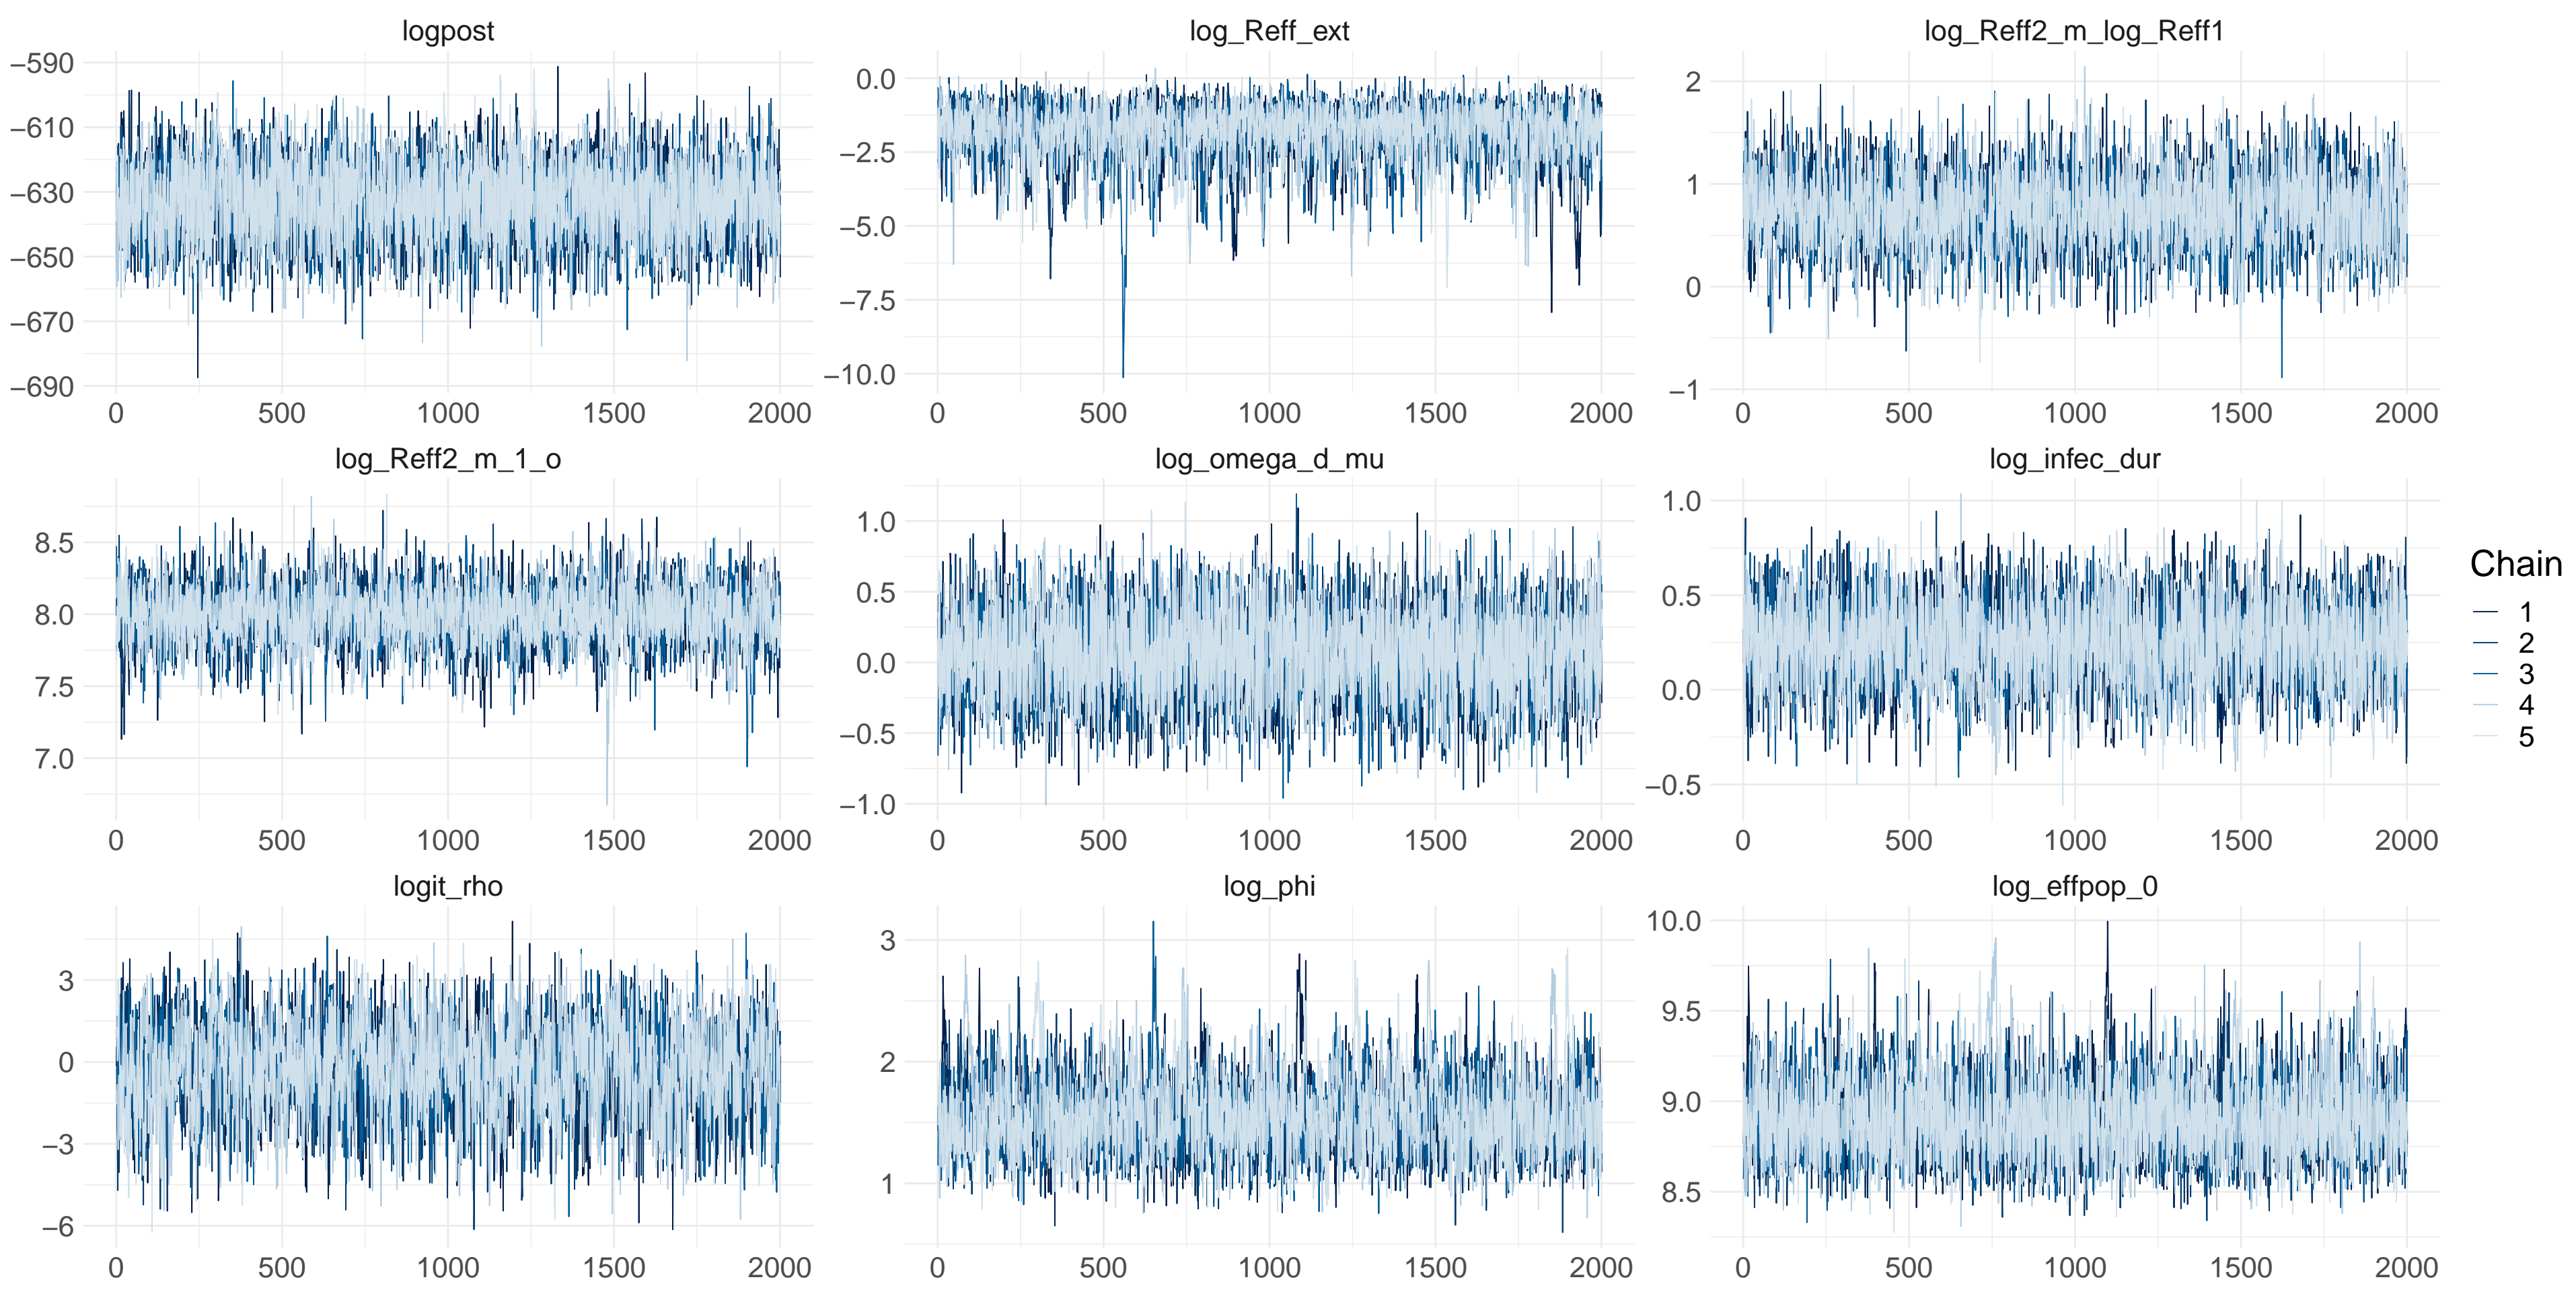 logpost
log_Reff_ext
log_Reff2_m_log_Reff1
−590
−610
−630
−650
−670
−690
0 500 1000 1500 2000
0.0
−2.5
−5.0
−7.5
−10.0
0 500 1000 1500 2000
2
1
0
−1
0 500 1000 1500 2000
log_Reff2_m_1_o
log_omega_d_mu
log_infec_dur
8.5
8.0
7.5
7.0
0 500 1000 1500 2000
1.0
0.5
0.0
−0.5
−1.0
0 500 1000 1500 2000
1.0
0.5
0.0
−0.5
0 500 1000 1500 2000
logit_rho
log_phi
log_effpop_0
3
0
−3
−6
0 500 1000 1500 2000
3
2
1
0 500 1000 1500 2000
10.0
9.5
9.0
8.5
0 500 1000 1500 2000
Chain
1
2
3
4
5